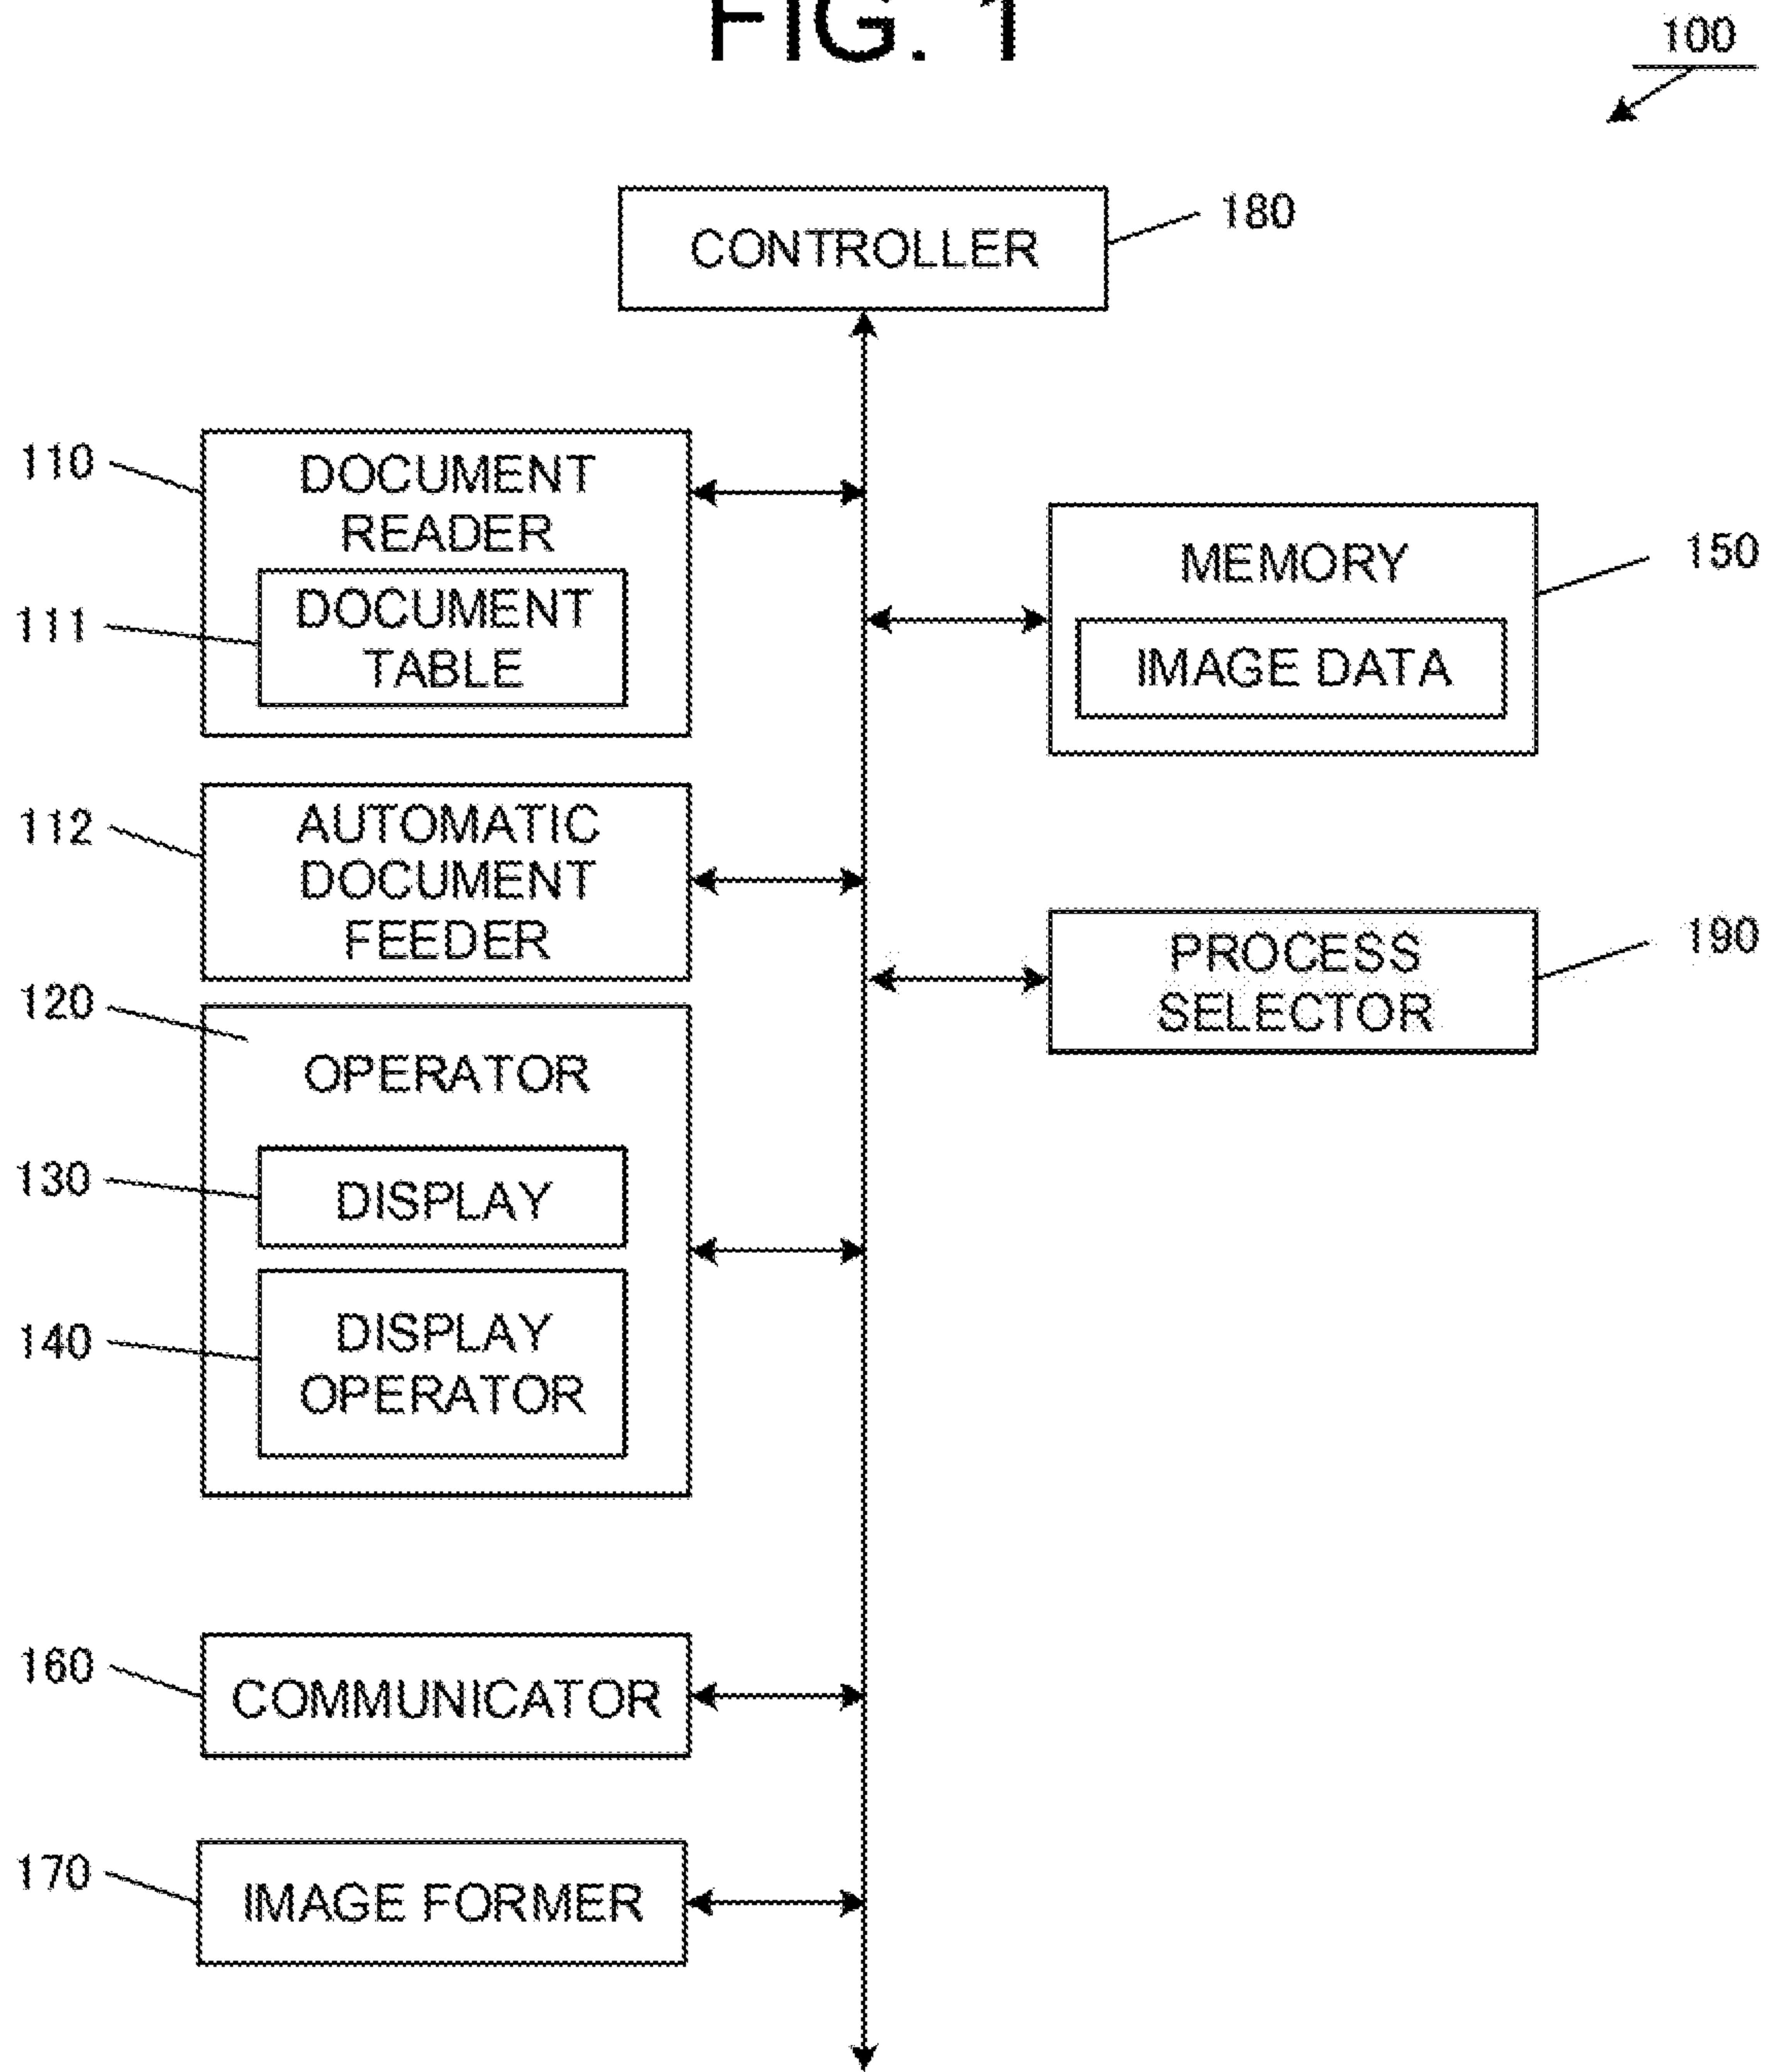 FIG. 1
100
CONTROLLER
180
110
DOCUMENT
READER
111
DOCUMENT
TABLE
MEMORY
150
IMAGE DATA
112
AUTOMATIC
DOCUMENT
FEEDER
PROCESS
SELECTOR
190
120
OPERATOR
130
DISPLAY
140
DISPLAY
OPERATOR
160
COMMUNICATOR
170
IMAGE FORMER